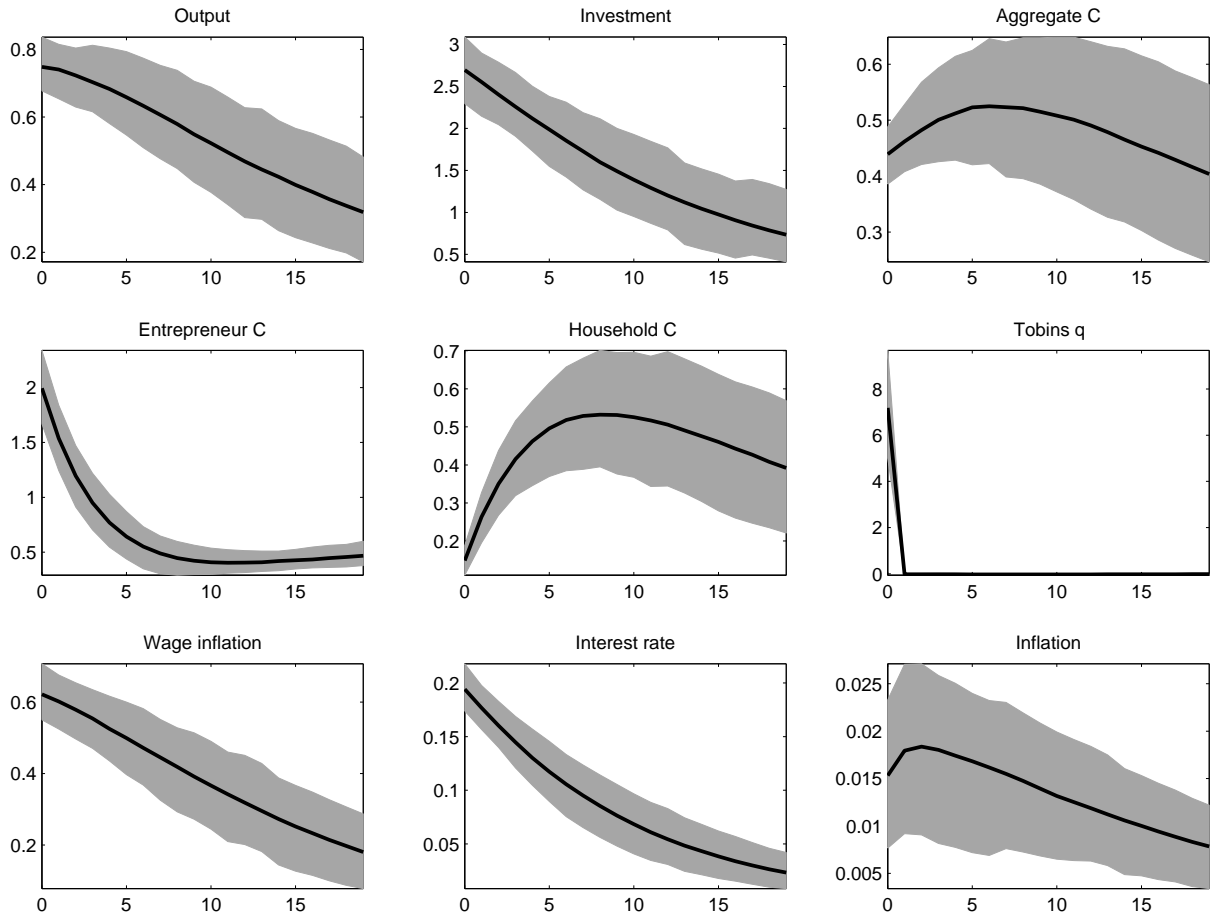 Output
0.8
0.6
0.4
0.2
0 5 10 15
Investment
3
2.5
2
1.5
1
0.5
0 5 10 15
Aggregate C
0.6
0.5
0.4
0.3
0 5 10 15
Entrepreneur C
2
1.5
1
0.5
0 5 10 15
Household C
0.7
0.6
0.5
0.4
0.3
0.2
0 5 10 15
Tobins q
8
6
4
2
0
0 5 10 15
Wage inflation
0.6
0.4
0.2
0 5 10 15
Interest rate
0.2
0.15
0.1
0.05
0 5 10 15
Inflation
0.025
0.02
0.015
0.01
0.005
0 5 10 15